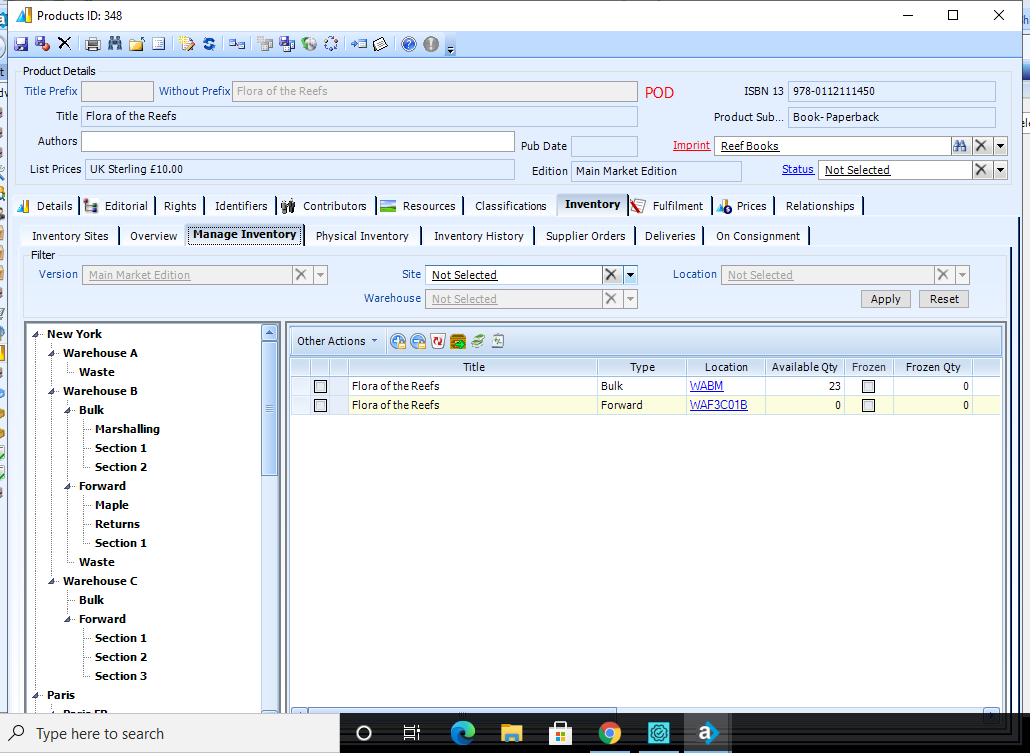 Products ID: 348
Product Details
Title Prefix Without Prefix Flora of the Reefs POD ISBN 13 978-0112111450
Title Flora of the Reefs Product Sub... Book- Paperback
Authors Pub Date Imprint Reef Books
List Prices UK Sterling £10.00 Edition Main Market Edition Status Not Selected
Details Editorial Rights Identifiers Contributors Resources Classifications Inventory Fulfilment Prices Relationships
Inventory Sites Overview Manage Inventory Physical Inventory Inventory History Supplier Orders Deliveries On Consignment
Filter
Version Main Market Edition Site Not Selected Location Not Selected
Warehouse Not Selected Apply Reset
Other Actions
Title Type Location Available Qty Frozen Frozen Qty
Flora of the Reefs Bulk WABM 23 0
Flora of the Reefs Forward WAF3C01B 0 0
New York
Warehouse A
Waste
Warehouse B
Bulk
Marshalling
Section 1
Section 2
Forward
Maple
Returns
Section 1
Waste
Warehouse C
Bulk
Forward
Section 1
Section 2
Section 3
Paris
Type here to search